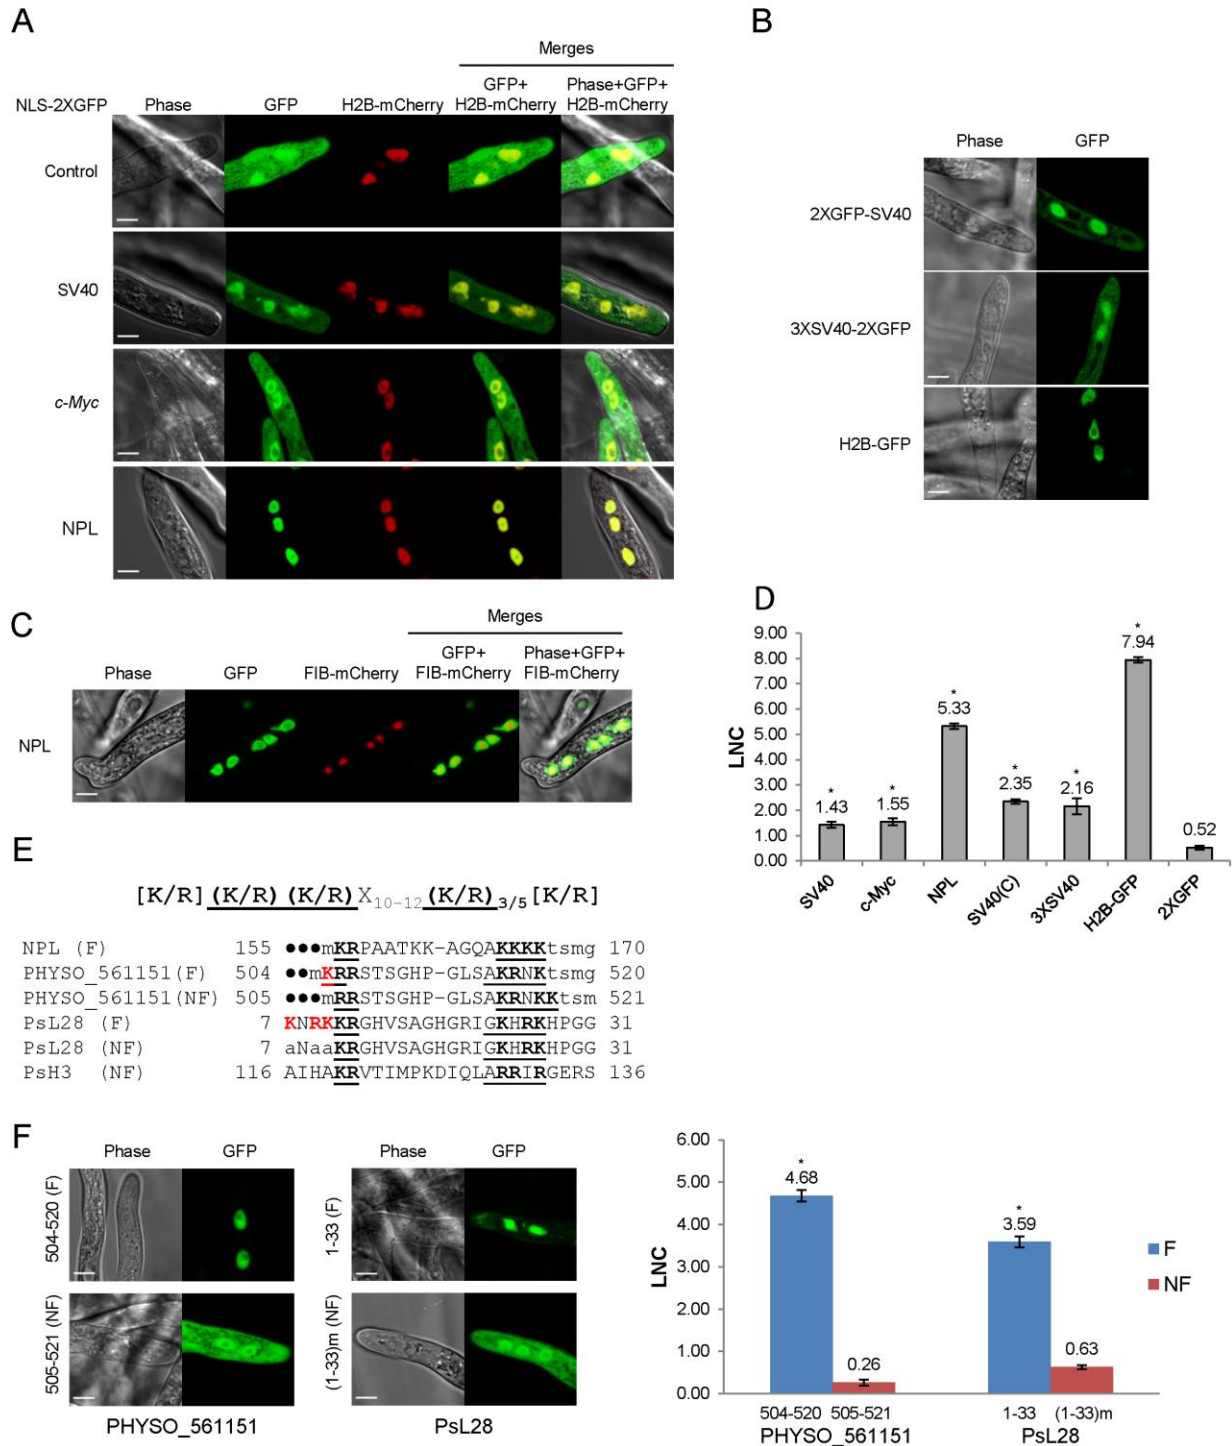 A
Merges
NLS-2XGFP Phase GFP H2B-mCherry GFP+ H2B-mCherry Phase+GFP+ H2B-mCherry
Control
SV40
c-Myc
NPL
B
Phase GFP
2XGFP-SV40
3XSV40-2XGFP
H2B-GFP
C
Merges
Phase GFP FIB-mCherry GFP+ FIB-mCherry Phase+GFP+ FIB-mCherry
NPL
D
LNC
9.00
8.00
7.00
6.00
5.00
4.00
3.00
2.00
1.00
0.00
* 1.43
* 1.55
* 5.33
* 2.35
* 2.16
* 7.94
0.52
SV40 c-Myc NPL SV40(C) 3XSV40 H2B-GFP 2XGFP
E
[K/R](K/R)(K/R)X10-12(K/R)3/5[K/R]
NPL (F) 155 •••mKRPAATKK-AGQAKKKKtsmg 170
PHYSO_561151(F) 504 ••mKRRSTSGHP-GLSAKRNKtsmg 520
PHYSO_561151(NF) 505 •••mRRSTSGHP-GLSAKRNKKtsm 521
PsL28 (F) 7 KNRKKRGHVSAGHGRIGKHRKHPGG 31
PsL28 (NF) 7 aNaaKRGHVSAGHGRIGKHRKHPGG 31
PsH3 (NF) 116 AIHAKRVTIMPKDIQLARRIRGERS 136
F
Phase GFP
504-520 (F)
505-521 (NF)
PHYSO_561151
Phase GFP
1-33 (F)
(1-33)m (NF)
PsL28
LNC
6.00
5.00
4.00
3.00
2.00
1.00
0.00
* 4.68
0.26
* 3.59
0.63
504-520 505-521 1-33 (1-33)m
PHYSO_561151 PsL28
F
NF